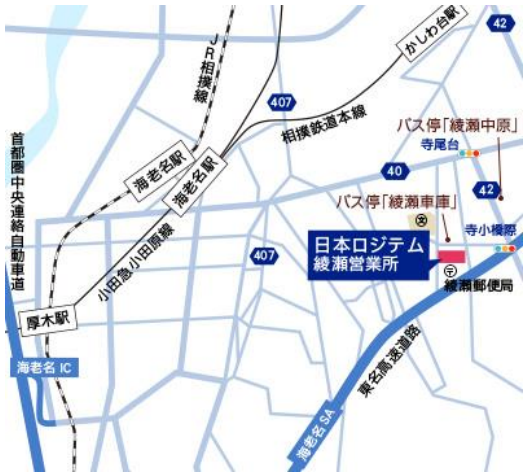 42
かしわ台駅
JR相模線
407
相模鉄道本線
バス停「綾瀬中原」
寺尾台
首都圏中央連絡自動車道
海老名駅
海老名駅
40
42
バス停「綾瀬車庫」
文
寺小橋際
小田急小田原線
407
日本ロジテム
綾瀬営業所
〒
綾瀬郵便局
厚木駅
東名高速道路
海老名 IC
海老名 SA